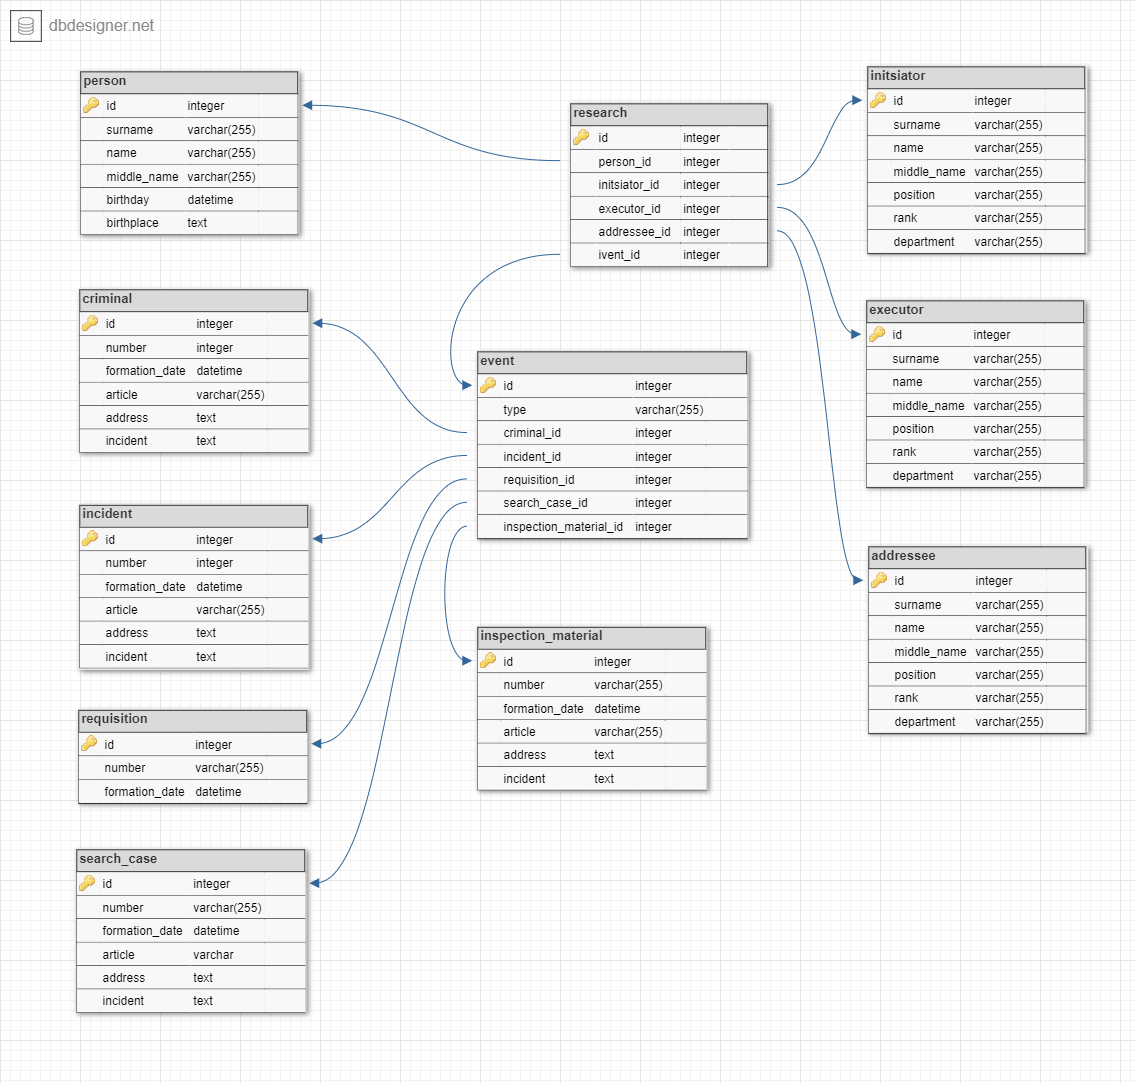 dbdesigner.net
person
id integer
surname varchar(255)
name varchar(255)
middle_name varchar(255)
birthday datetime
birthplace text
research
id integer
person_id integer
initsiator_id integer
executor_id integer
addressee_id integer
ivent_id integer
initsiator
id integer
surname varchar(255)
name varchar(255)
middle_name varchar(255)
position varchar(255)
rank varchar(255)
department varchar(255)
criminal
id integer
number integer
formation_date datetime
article varchar(255)
address text
incident text
event
id integer
type varchar(255)
criminal_id integer
incident_id integer
requisition_id integer
search_case_id integer
inspection_material_id integer
executor
id integer
surname varchar(255)
name varchar(255)
middle_name varchar(255)
position varchar(255)
rank varchar(255)
department varchar(255)
incident
id integer
number integer
formation_date datetime
article varchar(255)
address text
incident text
inspection_material
id integer
number varchar(255)
formation_date datetime
article varchar(255)
address text
incident text
addressee
id integer
surname varchar(255)
name varchar(255)
middle_name varchar(255)
position varchar(255)
rank varchar(255)
department varchar(255)
requisition
id integer
number varchar(255)
formation_date datetime
search_case
id integer
number varchar(255)
formation_date datetime
article varchar
address text
incident text